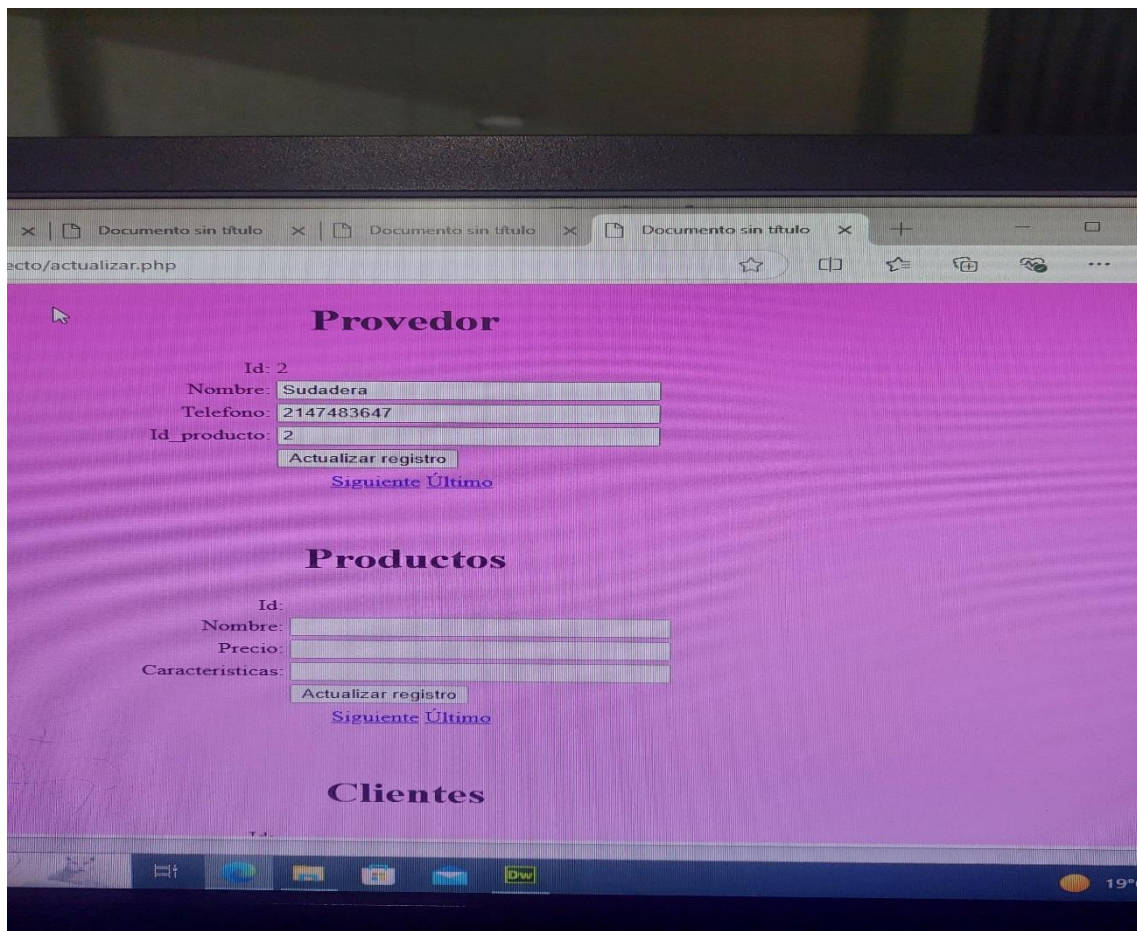 Documento sin título Documento sin título Documento sin título
ecto/actualizar.php
Provedor
Id: 2
Nombre: Sudadera
Telefono: 2147483647
Id_producto: 2
Actualizar registro
Siguiente Último
Productos
Id:
Nombre:
Precio:
Caracteristicas:
Actualizar registro
Siguiente Último
Clientes
Id:
Dw
19°